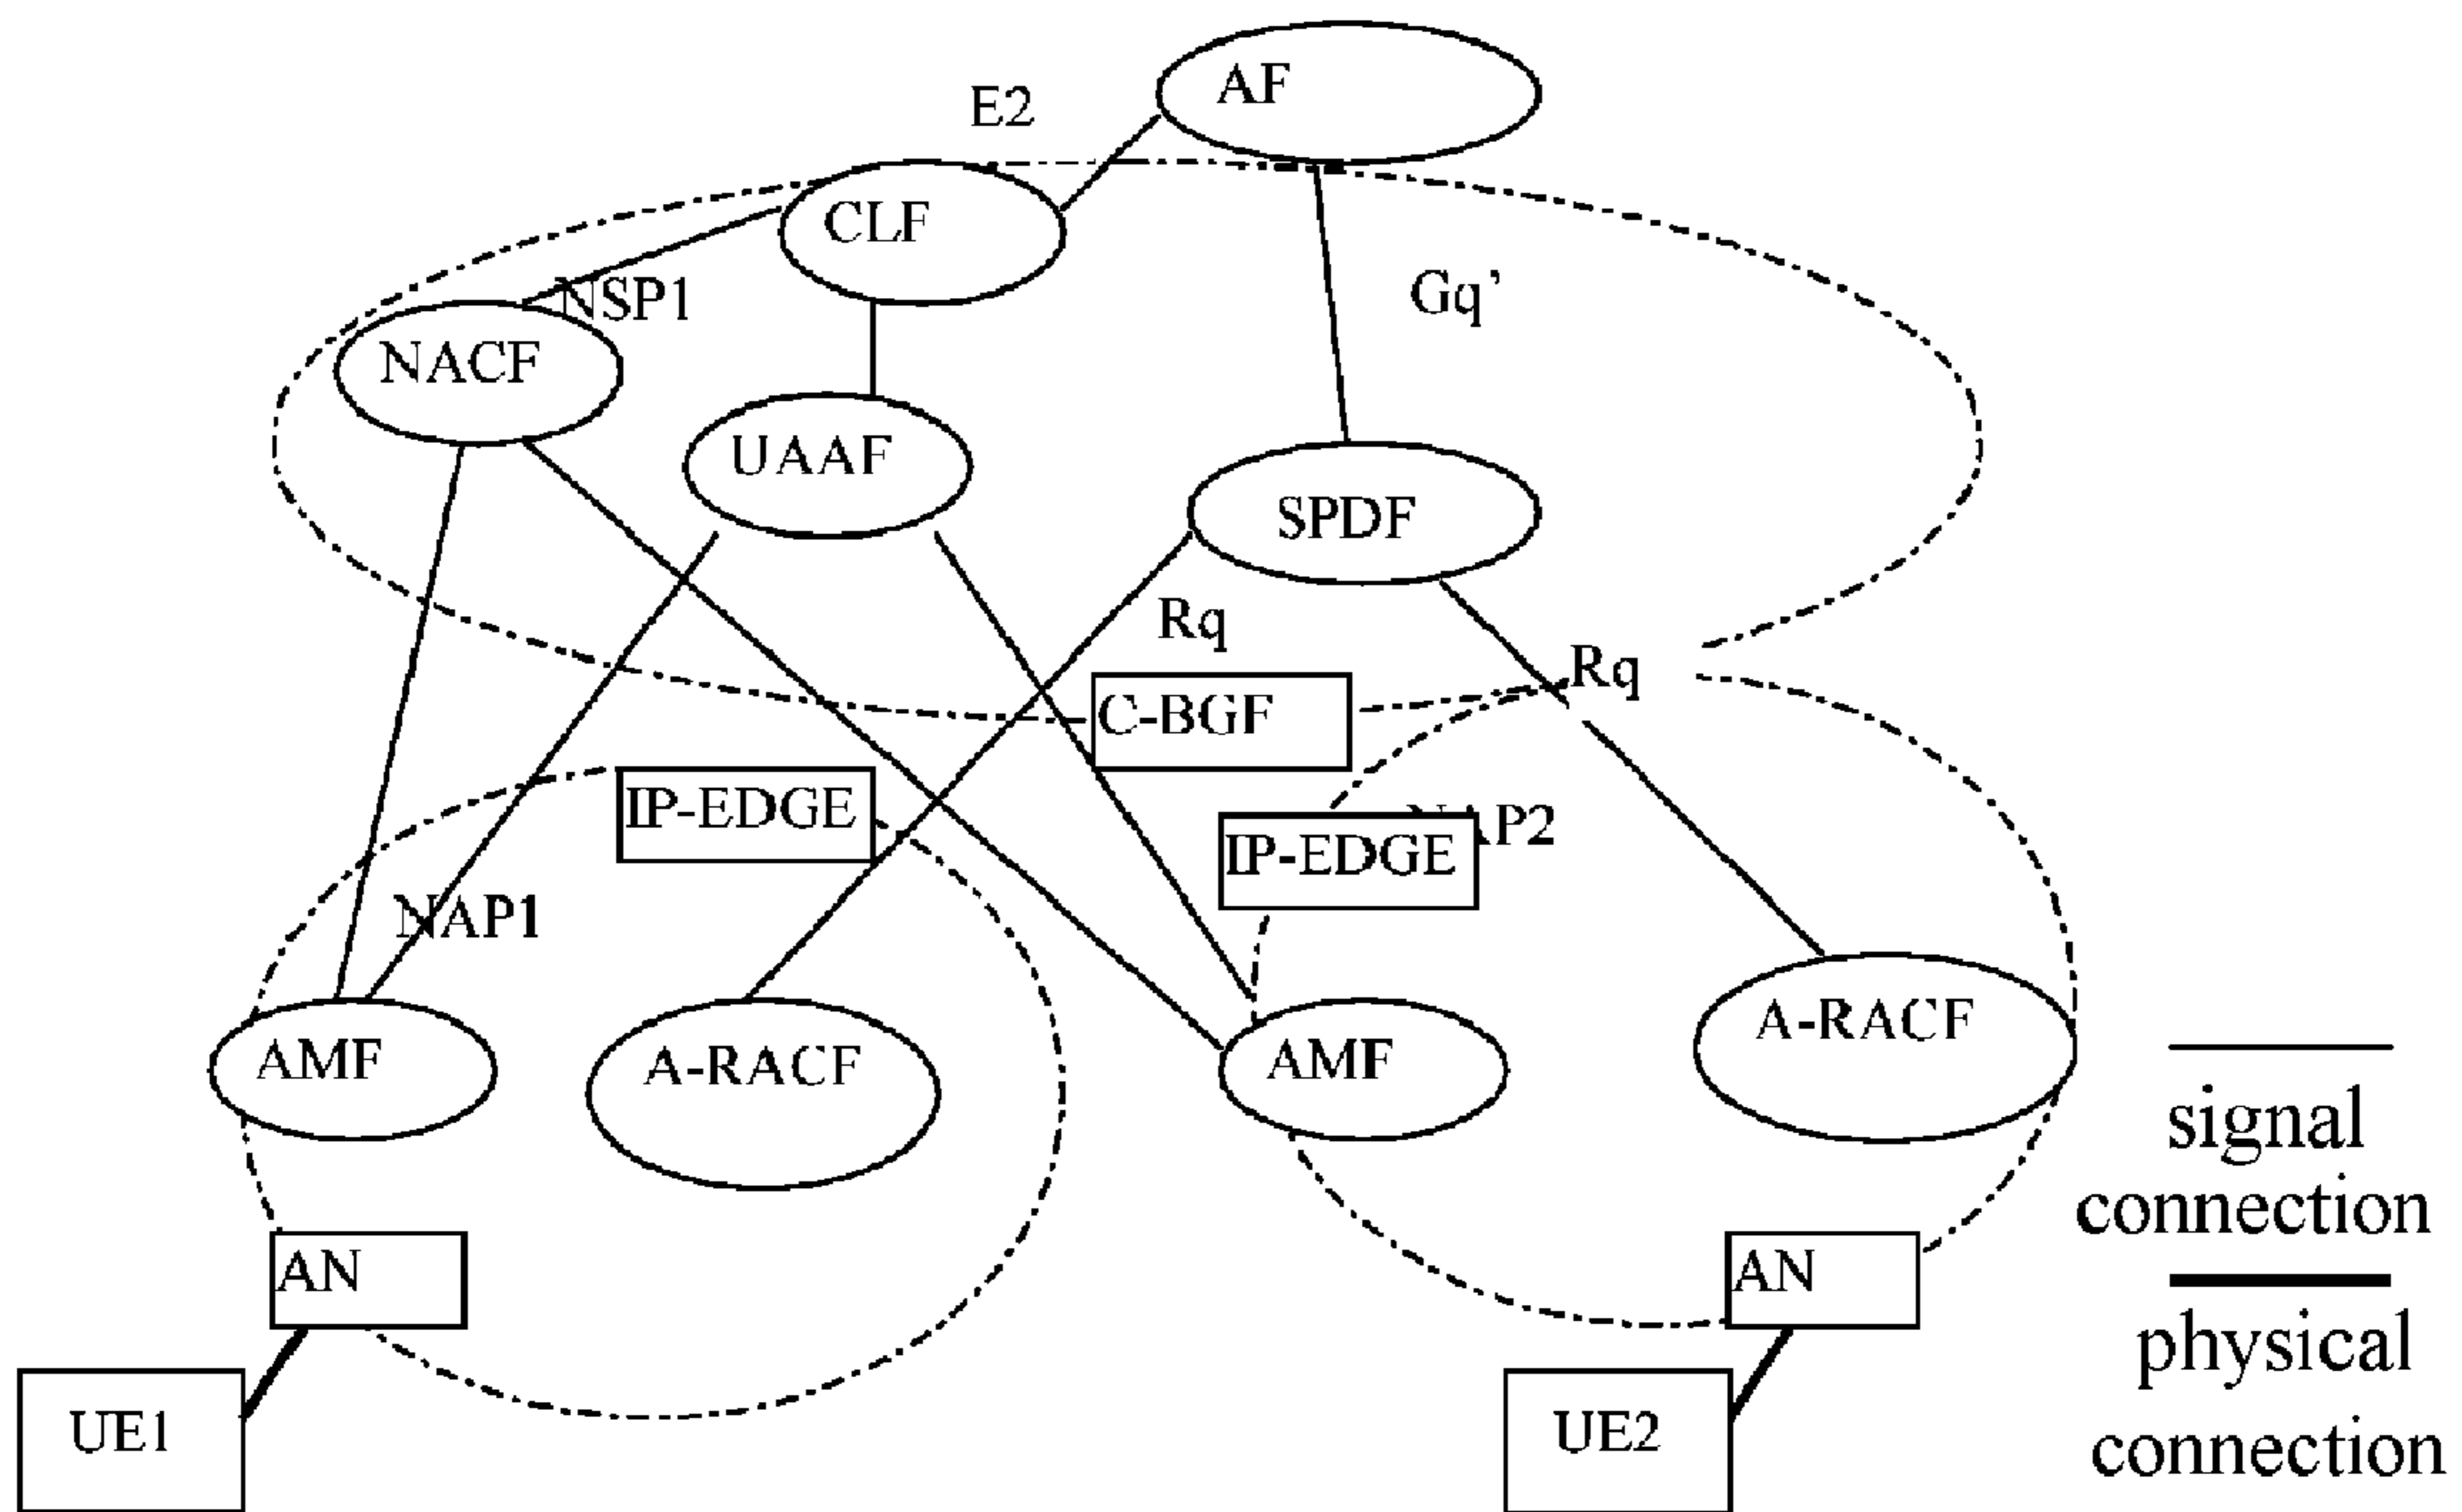 AF
E2
CLF
NSP1
Gq’
NACF
UAAF
SPDF
Rq
Rq
C-BGF
IP-EDGE
NAP2
IP-EDGE
NAP1
AMF
A-RACF
AMF
A-RACF
signal
connection
AN
AN
physical
connection
UE1
UE2